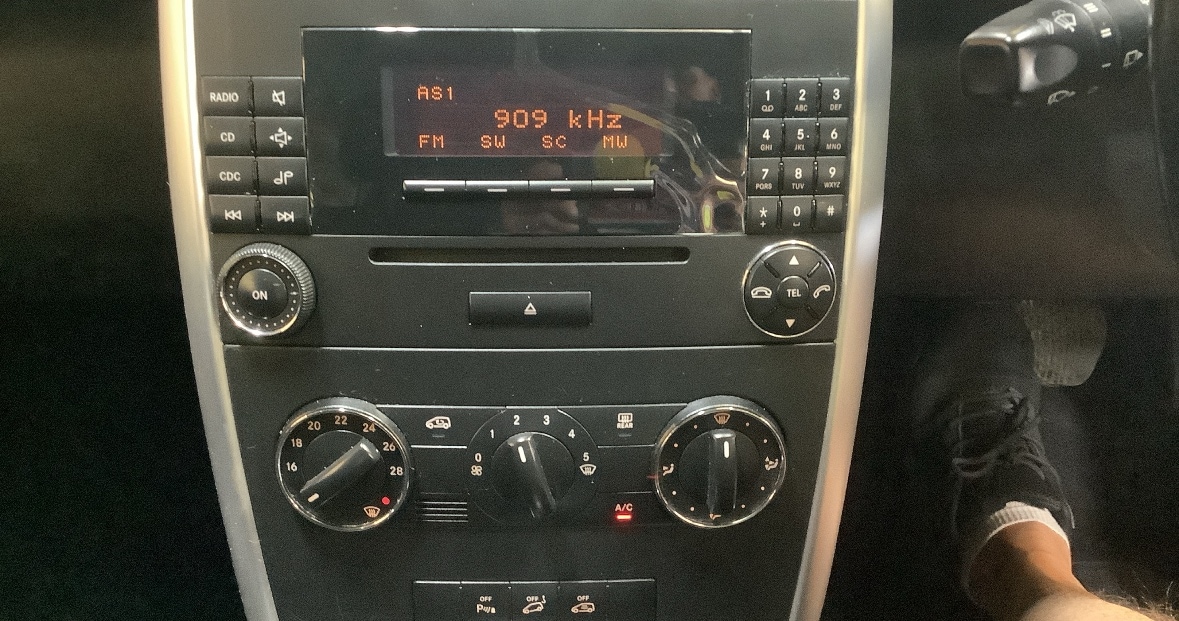 AS1
909 kHz
FM SW SC MW
RADIO
CD
CDC
ON
1 2 3
ABC DEF
4 5 6
GHI JKL MNO
7 8 9
PQRS TUV WXYZ
* 0 #
+
TEL
16 18 20 22 24 26 28
0 1 2 3 4 5
REAR
A/C
OFF OFF OFF
P